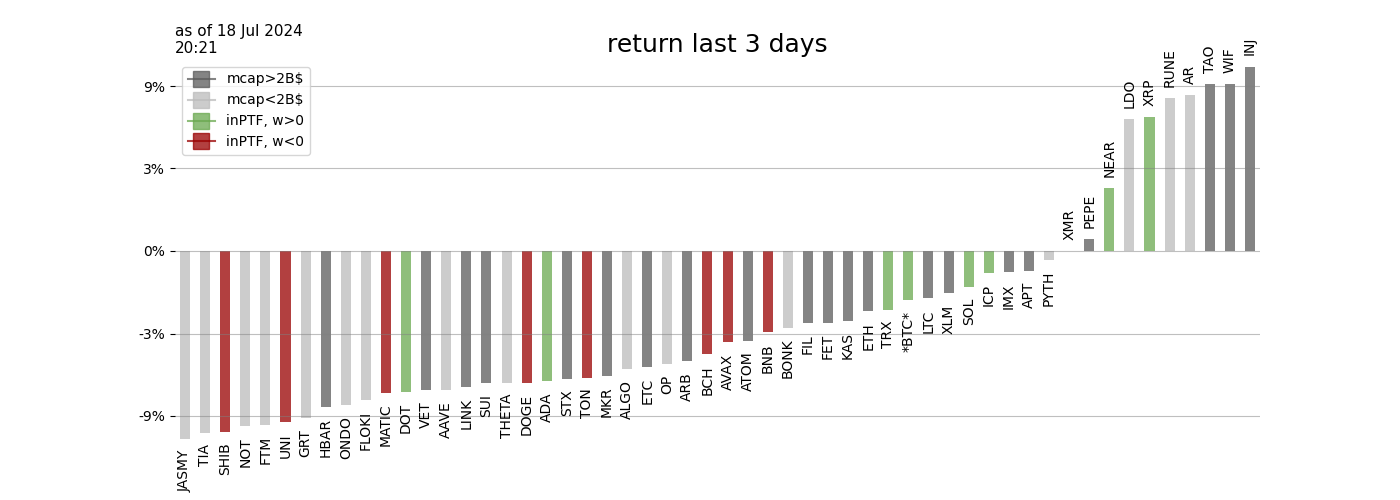 as of 18 Jul 2024
20:21
return last 3 days
mcap>2B$
mcap<2B$
inPTF, w>0
inPTF, w<0
9%
3%
0%
-3%
-9%
JASMY
TIA
SHIB
NOT
FTM
UNI
GRT
HBAR
ONDO
FLOKI
MATIC
DOT
VET
AAVE
LINK
SUI
THETA
DOGE
ADA
STX
TON
MKR
ALGO
ETC
OP
ARB
BCH
AVAX
ATOM
BNB
BONK
FIL
FET
KAS
ETH
TRX
*BTC*
LTC
XLM
SOL
ICP
IMX
APT
PYTH
XMR
PEPE
NEAR
LDO
XRP
RUNE
AR
TAO
WIF
INJ